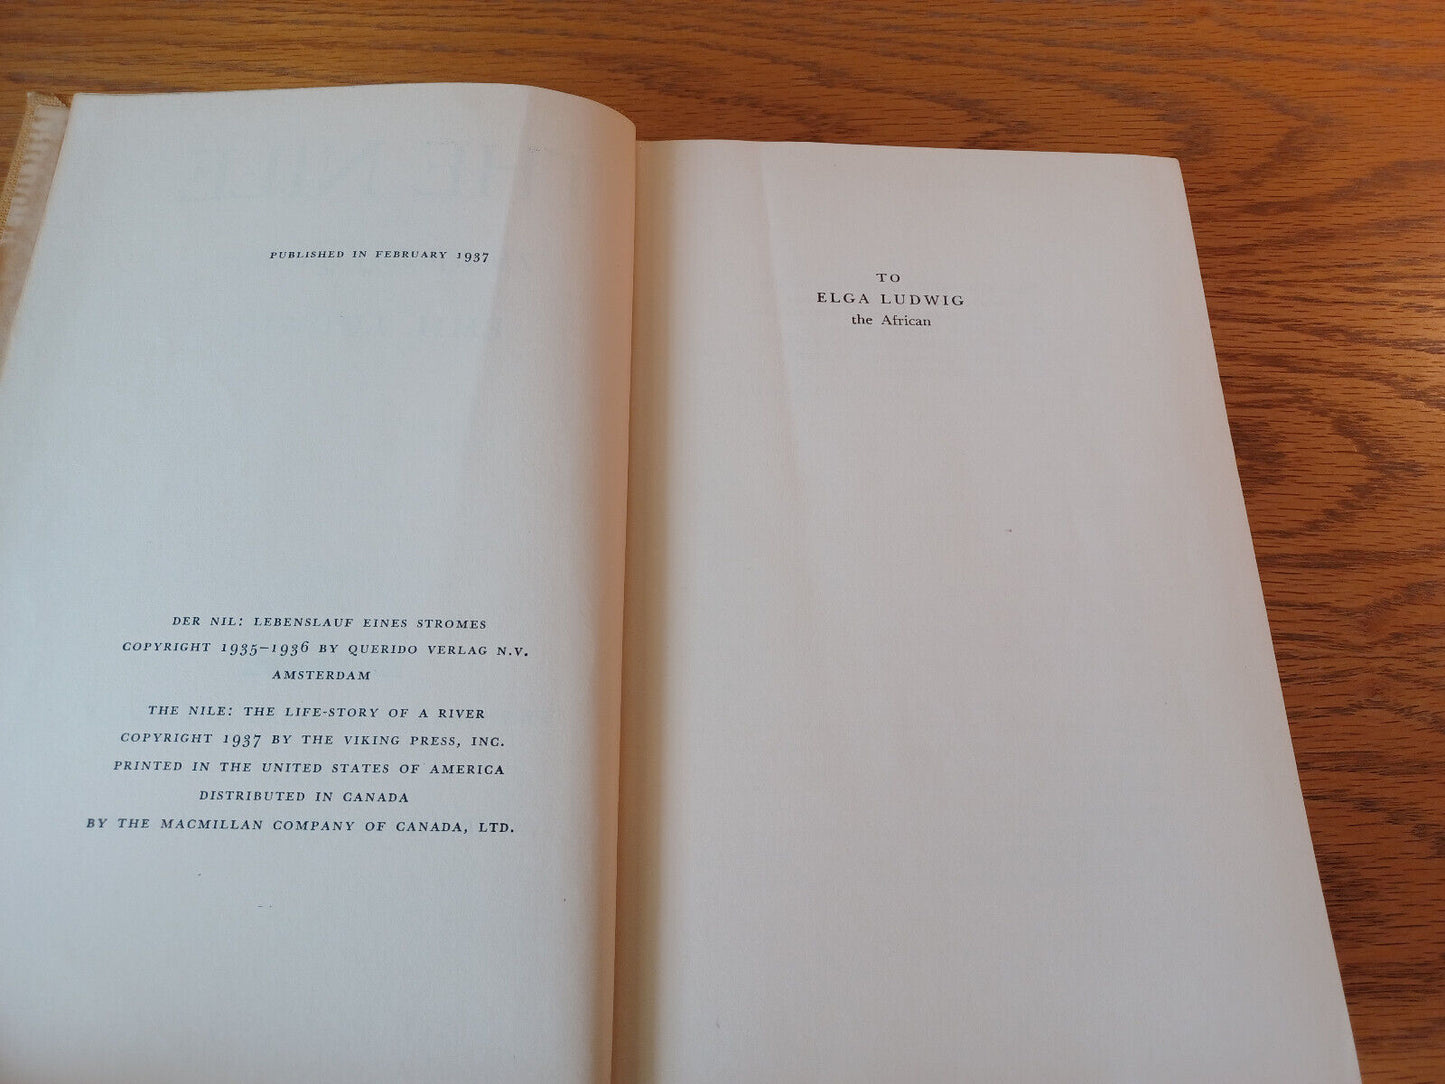 PUBLISHED IN FEBRUARY 1937
DER NIL: LEBENSLAUF EINES STROMES
COPYRIGHT 1935–1936 BY QUERIDO VERLAG N.V.
AMSTERDAM
THE NILE: THE LIFE-STORY OF A RIVER
COPYRIGHT 1937 BY THE VIKING PRESS, INC.
PRINTED IN THE UNITED STATES OF AMERICA
DISTRIBUTED IN CANADA
BY THE MACMILLAN COMPANY OF CANADA, LTD.
TO
ELGA LUDWIG
the African